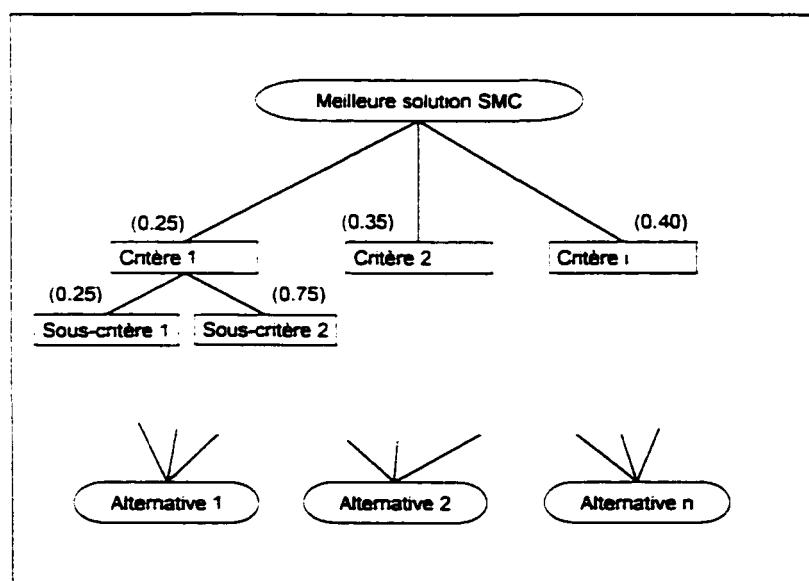 Meilleure solution SMC
(0.25) (0.35) (0.40)
Critère 1 Critère 2 Critère i
(0.25) (0.75)
Sous-critère 1 Sous-critère 2
Alternative 1 Alternative 2 Alternative n